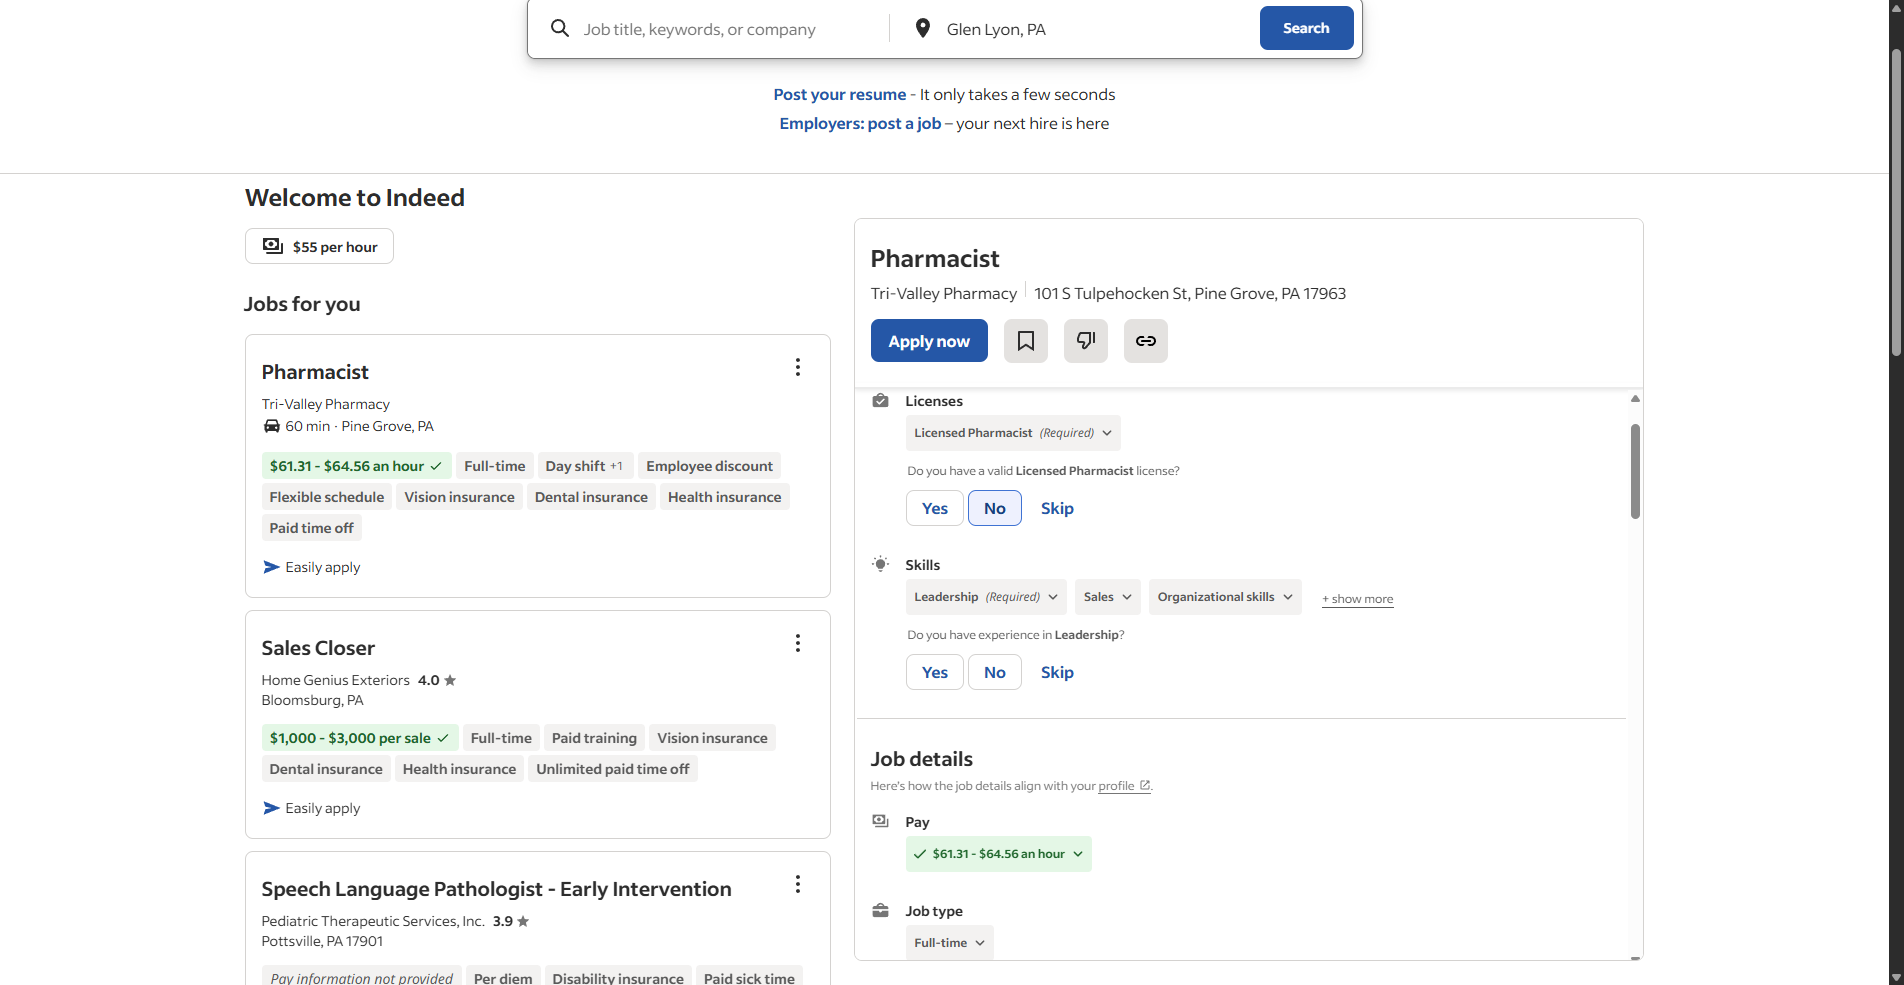 Job title, keywords, or company
Glen Lyon, PA
Search
Post your resume - It only takes a few seconds
Employers: post a job – your next hire is here
Welcome to Indeed
$55 per hour
Jobs for you
Pharmacist
Tri-Valley Pharmacy
60 min · Pine Grove, PA
$61.31 - $64.56 an hour
Full-time
Day shift +1
Employee discount
Flexible schedule
Vision insurance
Dental insurance
Health insurance
Paid time off
Easily apply
Sales Closer
Home Genius Exteriors 4.0
Bloomsburg, PA
$1,000 - $3,000 per sale
Full-time
Paid training
Vision insurance
Dental insurance
Health insurance
Unlimited paid time off
Easily apply
Speech Language Pathologist - Early Intervention
Pediatric Therapeutic Services, Inc. 3.9
Pottsville, PA 17901
Pay information not provided
Per diem
Disability insurance
Paid sick time
Pharmacist
Tri-Valley Pharmacy
101 S Tulpehocken St, Pine Grove, PA 17963
Apply now
Licenses
Licensed Pharmacist (Required)
Do you have a valid Licensed Pharmacist license?
Yes
No
Skip
Skills
Leadership (Required)
Sales
Organizational skills
+ show more
Do you have experience in Leadership?
Yes
No
Skip
Job details
Here's how the job details align with your profile.
Pay
$61.31 - $64.56 an hour
Job type
Full-time